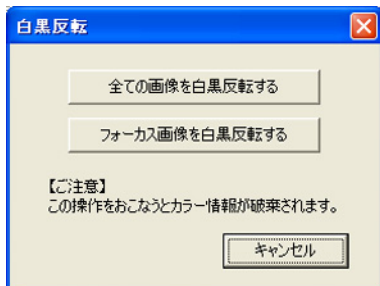 白黒反転
全ての画像を白黒反転する
フォーカス画像を白黒反転する
【ご注意】
この操作をおこなうとカラー情報が破棄されます。
キャンセル